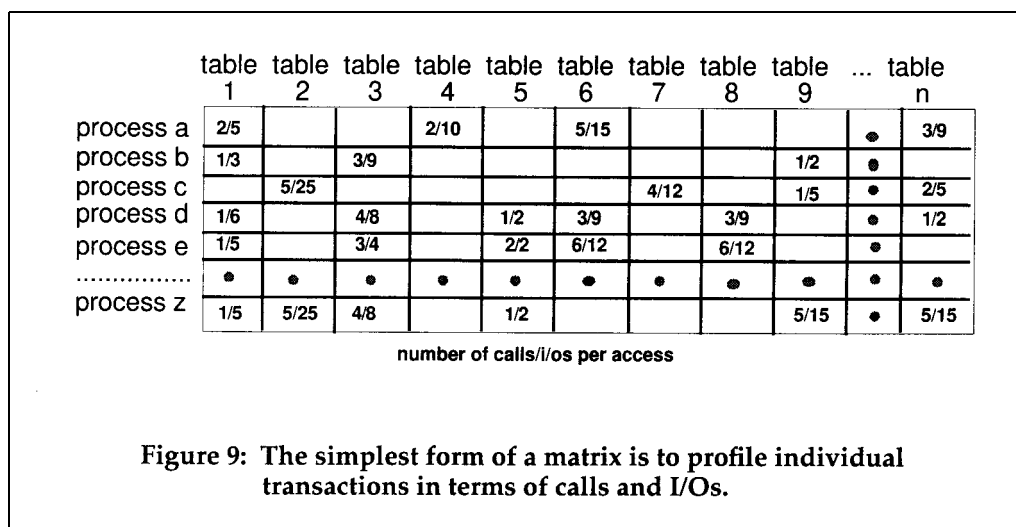 table table table table table table table table table ... table
1 2 3 4 5 6 7 8 9 n
process a 2/5 2/10 5/15 3/9
process b 1/3 3/9 1/2
process c 5/25 4/12 1/5 2/5
process d 1/6 4/8 1/2 3/9 3/9 1/2
process e 1/5 3/4 2/2 6/12 8/12
................
process z 1/5 5/25 4/8 1/2 5/15 5/15
number of calls/i/os per access
Figure 9: The simplest form of a matrix is to profile individual
transactions in terms of calls and I/Os.